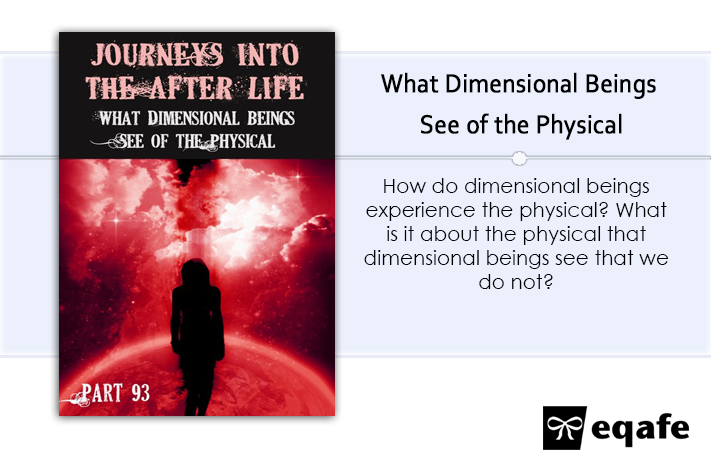 JOURNEYS INTO
THE AFTER LIFE
WHAT DIMENSIONAL BEINGS
SEE OF THE PHYSICAL
PART 93
What Dimensional Beings
See of the Physical
How do dimensional beings
experience the physical? What
is it about the physical that
dimensional beings see that we
do not?
eqafe